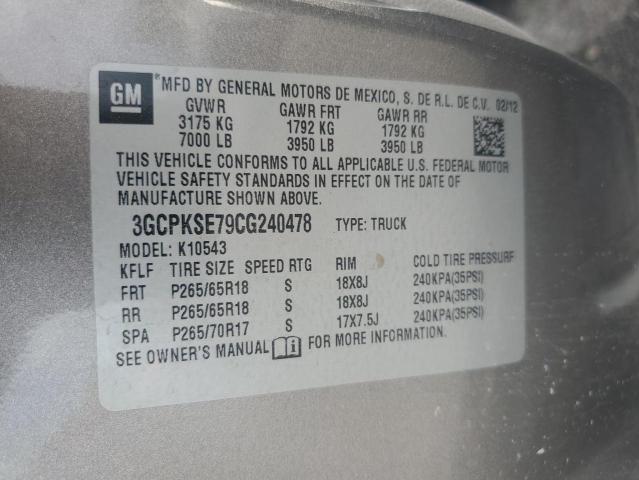 GM
*MFD BY GENERAL MOTORS DE MEXICO, S. DE R.L. DE C.V. 02/12
GVWR GAWR FRT GAWR RR
3175 KG 1792 KG 1792 KG
7000 LB 3950 LB 3950 LB
THIS VEHICLE CONFORMS TO ALL APPLICABLE U.S. FEDERAL MOTOR
VEHICLE SAFETY STANDARDS IN EFFECT ON THE DATE OF
MANUFACTURE SHOWN ABOVE.
3GCPKSE79CG240478 TYPE: TRUCK
MODEL: K10543
KFLF TIRE SIZE SPEED RTG RIM COLD TIRE PRESSURE
FRT P265/65R18 S 18X8J 240KPA(35PSI)
RR P265/65R18 S 18X8J 240KPA(35PSI)
SPA P265/70R17 S 17X7.5J 240KPA(35PSI)
SEE OWNER'S MANUAL FOR MORE INFORMATION.